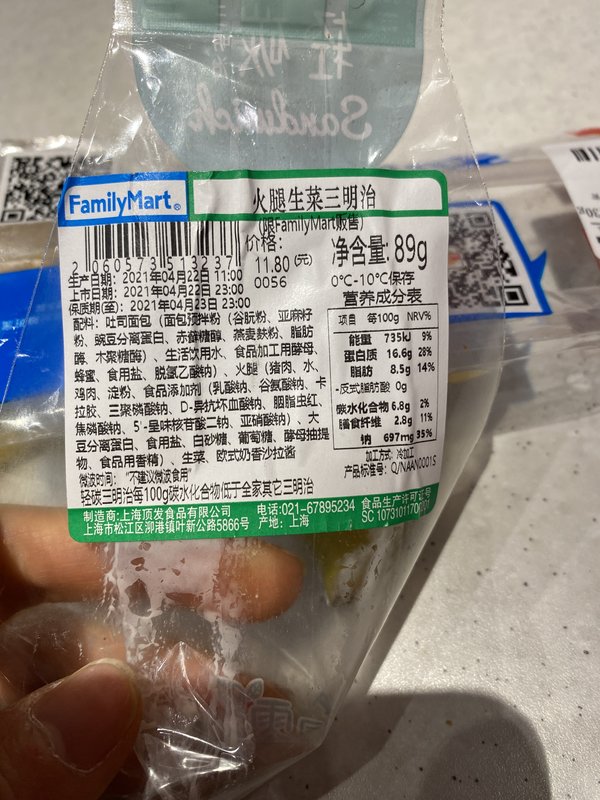 轻碳
Sandwich
FamilyMart®
火腿生菜三明治
(限FamilyMart贩售)
2 060573 513237
价格:
11.80 (元)
0056
净含量: 89g
0℃-10℃保存
生产日期: 2021年04月22日 11:00
上市日期: 2021年04月22日 23:00
保质期(至): 2021年04月23日 23:00
配料: 吐司面包 (面包预拌粉 (谷朊粉、亚麻籽
粉、豌豆分离蛋白、赤藓糖醇、燕麦麸粉、脂肪
酶、木聚糖酶) 、生活饮用水、食品加工用酵母、
蜂蜜、食用盐、脱氢乙酸钠) 、火腿 (猪肉、水、
鸡肉、淀粉、食品添加剂 (乳酸钠、谷氨酸钠、卡
拉胶、三聚磷酸钠、D-异抗坏血酸钠、胭脂虫红、
焦磷酸钠、5'-呈味核苷酸二钠、亚硝酸钠) 、大
豆分离蛋白、食用盐、白砂糖、葡萄糖、酵母抽提
物、食品用香精) 、生菜、欧式奶香沙拉酱
微波时间: "不建议微波食用"
轻碳三明治每100g碳水化合物低于全家其它三明治
营养成分表
项目 每100g NRV%
能量 735kJ 9%
蛋白质 16.6g 28%
脂肪 8.5g 14%
-反式脂肪酸 0g
碳水化合物 6.8g 2%
膳食纤维 2.8g 11%
钠 697mg 35%
加工方式: 冷加工
产品标准号: Q/NAAN0001S
制造商:上海顶发食品有限公司
上海市松江区泖港镇叶新公路5866号
电话:021-67895234
产地: 上海
食品生产许可证号